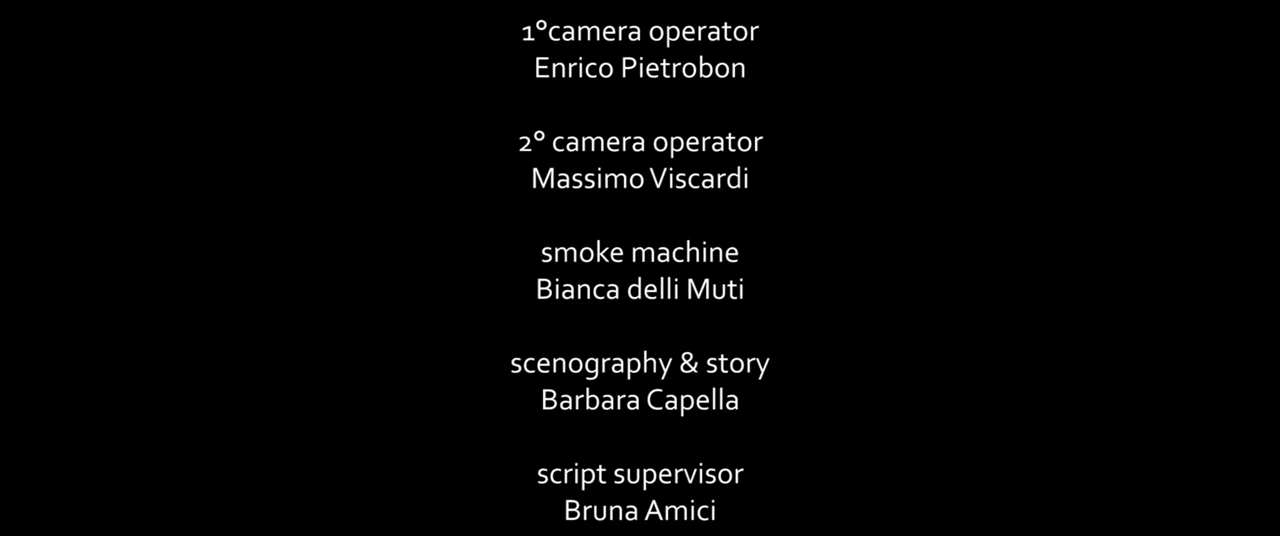 1°camera operator
Enrico Pietrobon
2° camera operator
Massimo Viscardi
smoke machine
Bianca delli Muti
scenography & story
Barbara Capella
script supervisor
Bruna Amici